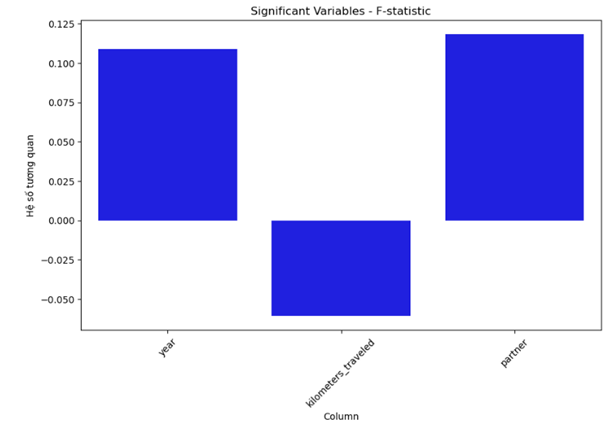 Significant Variables - F-statistic
Hệ số tương quan
0.125
0.100
0.075
0.050
0.025
0.000
−0.025
−0.050
year
kilometers_traveled
partner
Column